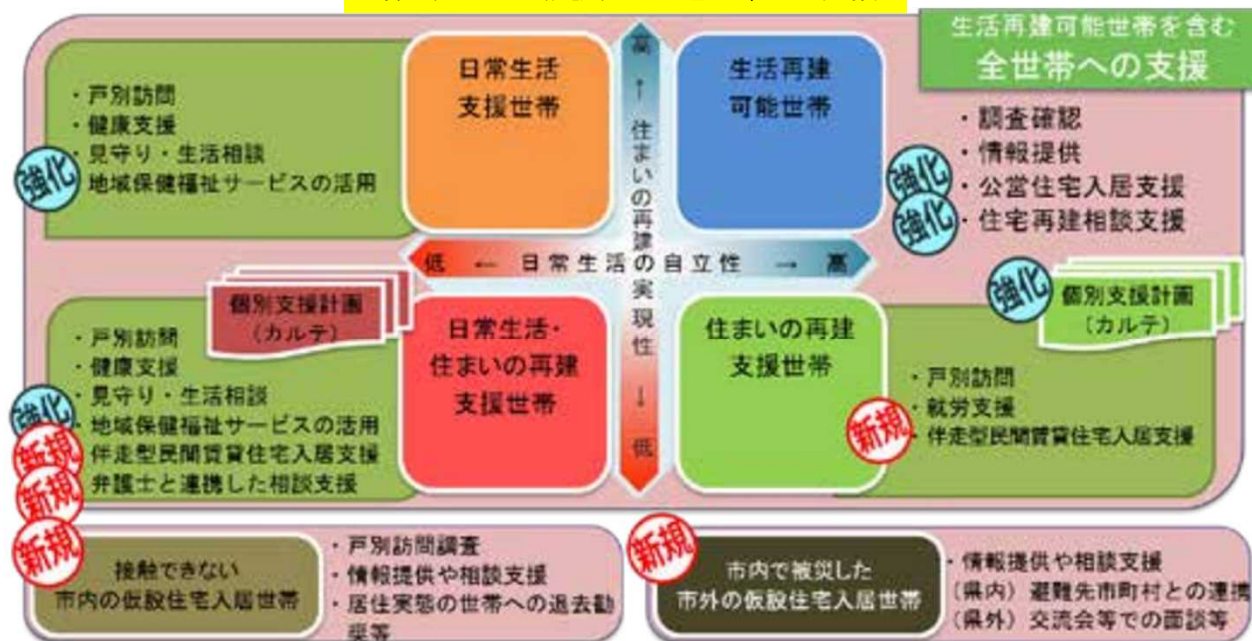 生活再建可能世帯を含む
全世帯への支援
・戸別訪問
・健康支援
・見守り・生活相談
強化
・地域保健福祉サービスの活用
日常生活
支援世帯
高 ← 住まいの再建の実現性 → 低
生活再建
可能世帯
・調査確認
・情報提供
強化
・公営住宅入居支援
強化
・住宅再建相談支援
低 ← 日常生活の自立性 → 高
個別支援計画
(カルテ)
・戸別訪問
・健康支援
・見守り・生活相談
強化
・地域保健福祉サービスの活用
新規
・伴走型民間賃貸住宅入居支援
新規
・弁護士と連携した相談支援
日常生活・
住まいの再建
支援世帯
住まいの再建
支援世帯
強化
個別支援計画
(カルテ)
・戸別訪問
・就労支援
新規
・伴走型民間賃貸住宅入居支援
新規
接触できない
市内の仮設住宅入居世帯
・戸別訪問調査
・情報提供や相談支援
・居住実態の世帯への退去勧
奨等
新規
市内で被災した
市外の仮設住宅入居世帯
・情報提供や相談支援
(県内)避難先市町村との連携
(県外)交流会等での面談等